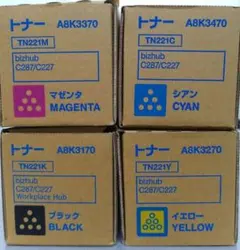 トナー A8K3370
TN221M
bizhub
C287/C227
マゼンタ
MAGENTA
トナー A8K3470
TN221C
bizhub
C287/C227
シアン
CYAN
トナー A8K3170
TN221K
bizhub
C287/C227
Workplace Hub
ブラック
BLACK
トナー A8K3270
TN221Y
bizhub
C287/C227
イエロー
YELLOW